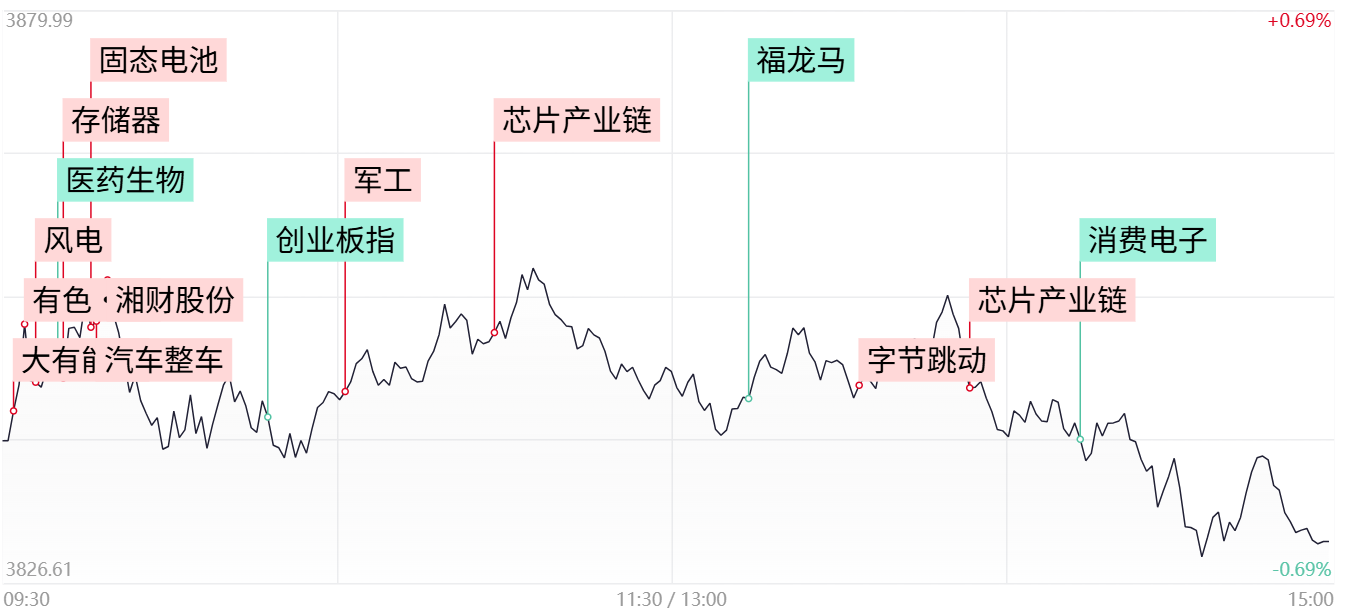 3879.99
+0.69%
固态电池
福龙马
存储器
芯片产业链
医药生物
军工
风电
创业板指
消费电子
有色·
湘财股份
芯片产业链
大有能
汽车整车
字节跳动
3826.61
-0.69%
09:30
11:30 / 13:00
15:00